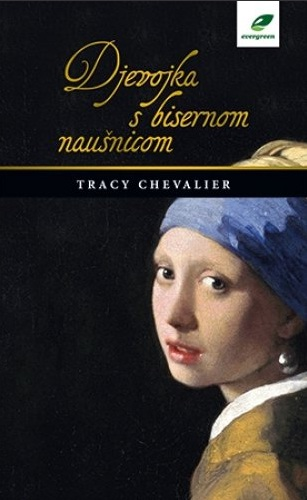 evergreen
Djevojka
s bisernom
naušnicom
TRACY CHEVALIER